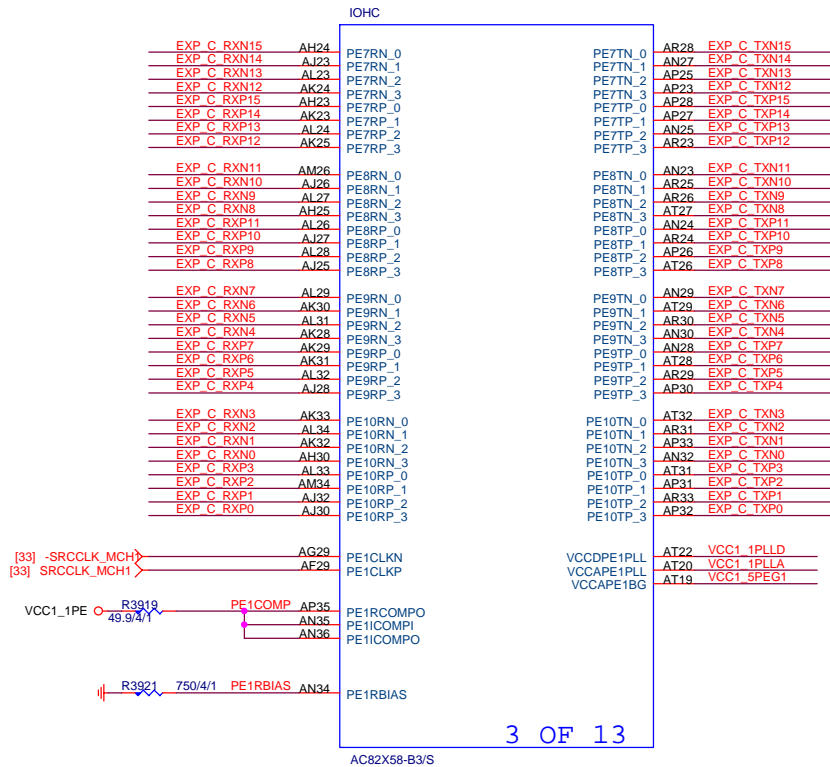 IOHC
EXP_C_RXN15 AH24 PE7RN_0 PE7TN_0 AR28 EXP_C_TXN15
EXP_C_RXN14 AJ23 PE7RN_1 PE7TN_1 AN27 EXP_C_TXN14
EXP_C_RXN13 AL23 PE7RN_2 PE7TN_2 AP25 EXP_C_TXN13
EXP_C_RXN12 AK24 PE7RN_3 PE7TN_3 AP23 EXP_C_TXN12
EXP_C_RXP15 AH23 PE7RP_0 PE7TP_0 AP28 EXP_C_TXP15
EXP_C_RXP14 AK23 PE7RP_1 PE7TP_1 AP27 EXP_C_TXP14
EXP_C_RXP13 AL24 PE7RP_2 PE7TP_2 AN25 EXP_C_TXP13
EXP_C_RXP12 AK25 PE7RP_3 PE7TP_3 AR23 EXP_C_TXP12
EXP_C_RXN11 AM26 PE8RN_0 PE8TN_0 AN23 EXP_C_TXN11
EXP_C_RXN10 AJ26 PE8RN_1 PE8TN_1 AR25 EXP_C_TXN10
EXP_C_RXN9 AL27 PE8RN_2 PE8TN_2 AR26 EXP_C_TXN9
EXP_C_RXN8 AH25 PE8RN_3 PE8TN_3 AT27 EXP_C_TXN8
EXP_C_RXP11 AL26 PE8RP_0 PE8TP_0 AN24 EXP_C_TXP11
EXP_C_RXP10 AJ27 PE8RP_1 PE8TP_1 AR24 EXP_C_TXP10
EXP_C_RXP9 AL28 PE8RP_2 PE8TP_2 AP26 EXP_C_TXP9
EXP_C_RXP8 AJ25 PE8RP_3 PE8TP_3 AT26 EXP_C_TXP8
EXP_C_RXN7 AL29 PE9RN_0 PE9TN_0 AN29 EXP_C_TXN7
EXP_C_RXN6 AK30 PE9RN_1 PE9TN_1 AT29 EXP_C_TXN6
EXP_C_RXN5 AL31 PE9RN_2 PE9TN_2 AR30 EXP_C_TXN5
EXP_C_RXN4 AK28 PE9RN_3 PE9TN_3 AN30 EXP_C_TXN4
EXP_C_RXP7 AK29 PE9RP_0 PE9TP_0 AN28 EXP_C_TXP7
EXP_C_RXP6 AK31 PE9RP_1 PE9TP_1 AT28 EXP_C_TXP6
EXP_C_RXP5 AL32 PE9RP_2 PE9TP_2 AR29 EXP_C_TXP5
EXP_C_RXP4 AJ28 PE9RP_3 PE9TP_3 AP30 EXP_C_TXP4
EXP_C_RXN3 AK33 PE10RN_0 PE10TN_0 AT32 EXP_C_TXN3
EXP_C_RXN2 AL34 PE10RN_1 PE10TN_1 AR31 EXP_C_TXN2
EXP_C_RXN1 AK32 PE10RN_2 PE10TN_2 AP33 EXP_C_TXN1
EXP_C_RXN0 AH30 PE10RN_3 PE10TN_3 AN32 EXP_C_TXN0
EXP_C_RXP3 AL33 PE10RP_0 PE10TP_0 AT31 EXP_C_TXP3
EXP_C_RXP2 AM34 PE10RP_1 PE10TP_1 AP31 EXP_C_TXP2
EXP_C_RXP1 AJ32 PE10RP_2 PE10TP_2 AR33 EXP_C_TXP1
EXP_C_RXP0 AJ30 PE10RP_3 PE10TP_3 AP32 EXP_C_TXP0
[33] -SRCCLK_MCH1 AG29 PE1CLKN VCCDPE1PLL AT22 VCC1_1PLLD
[33] SRCCLK_MCH1 AF29 PE1CLKP VCCAPE1PLL AT20 VCC1_1PLLA
VCCAPE1BG AT19 VCC1_5PEG1
VCC1_1PE R3919 49.9/4/1 PE1COMP AP35 PE1RCOMPO
AN35 PE1ICOMPI
AN36 PE1ICOMPO
R3921 750/4/1 PE1RBIAS AN34 PE1RBIAS
3 OF 13
AC82X58-B3/S